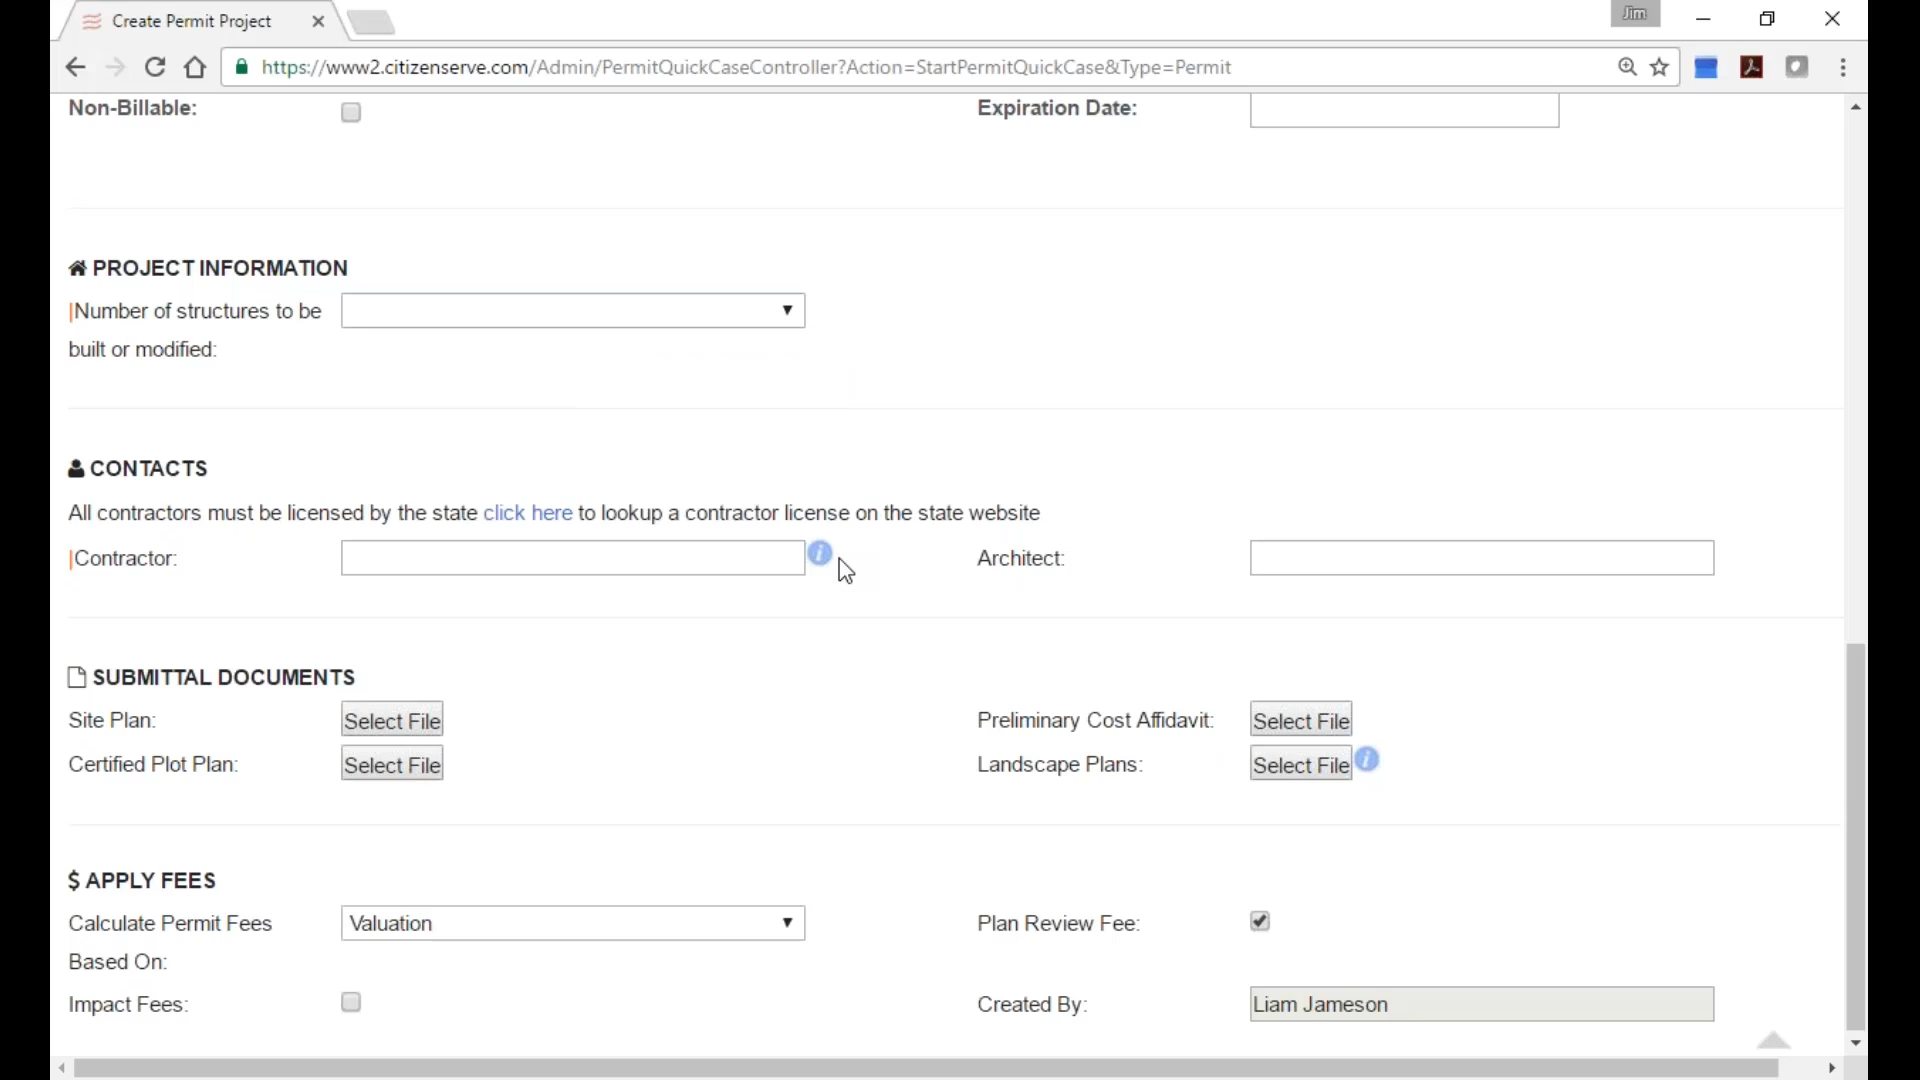 Create Permit Project
Jim
https://www2.citizenserve.com/Admin/PermitQuickCaseController?Action=StartPermitQuickCase&Type=Permit
Non-Billable:
Expiration Date:
PROJECT INFORMATION
Number of structures to be
built or modified:
CONTACTS
All contractors must be licensed by the state click here to lookup a contractor license on the state website
Contractor:
i
Architect:
SUBMITTAL DOCUMENTS
Site Plan:
Select File
Preliminary Cost Affidavit:
Select File
Certified Plot Plan:
Select File
Landscape Plans:
Select File
i
$ APPLY FEES
Calculate Permit Fees
Based On:
Valuation
Plan Review Fee:
Impact Fees:
Created By:
Liam Jameson